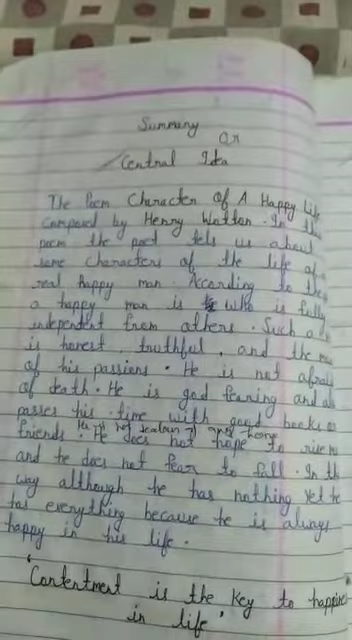 Summary
Or
Central Idea
The Poem Character Of A Happy Life
Composed by Henry Wotton. In this
poem the poet tells us about
some characters of the life of a
real happy man. According to the
a happy man is who is fully
independent from others. Such a
is honest, truthful, and the
of his passions. He is not afraid
of death. He is god fearing and
passes his time with good books or
He is not jealous of
friends. He does not hope to rise
and he does not fear to fall. In
way although he has nothing yet he
has everything because he is always
happy in his life.
"Contentment is the key to happiness
in life"